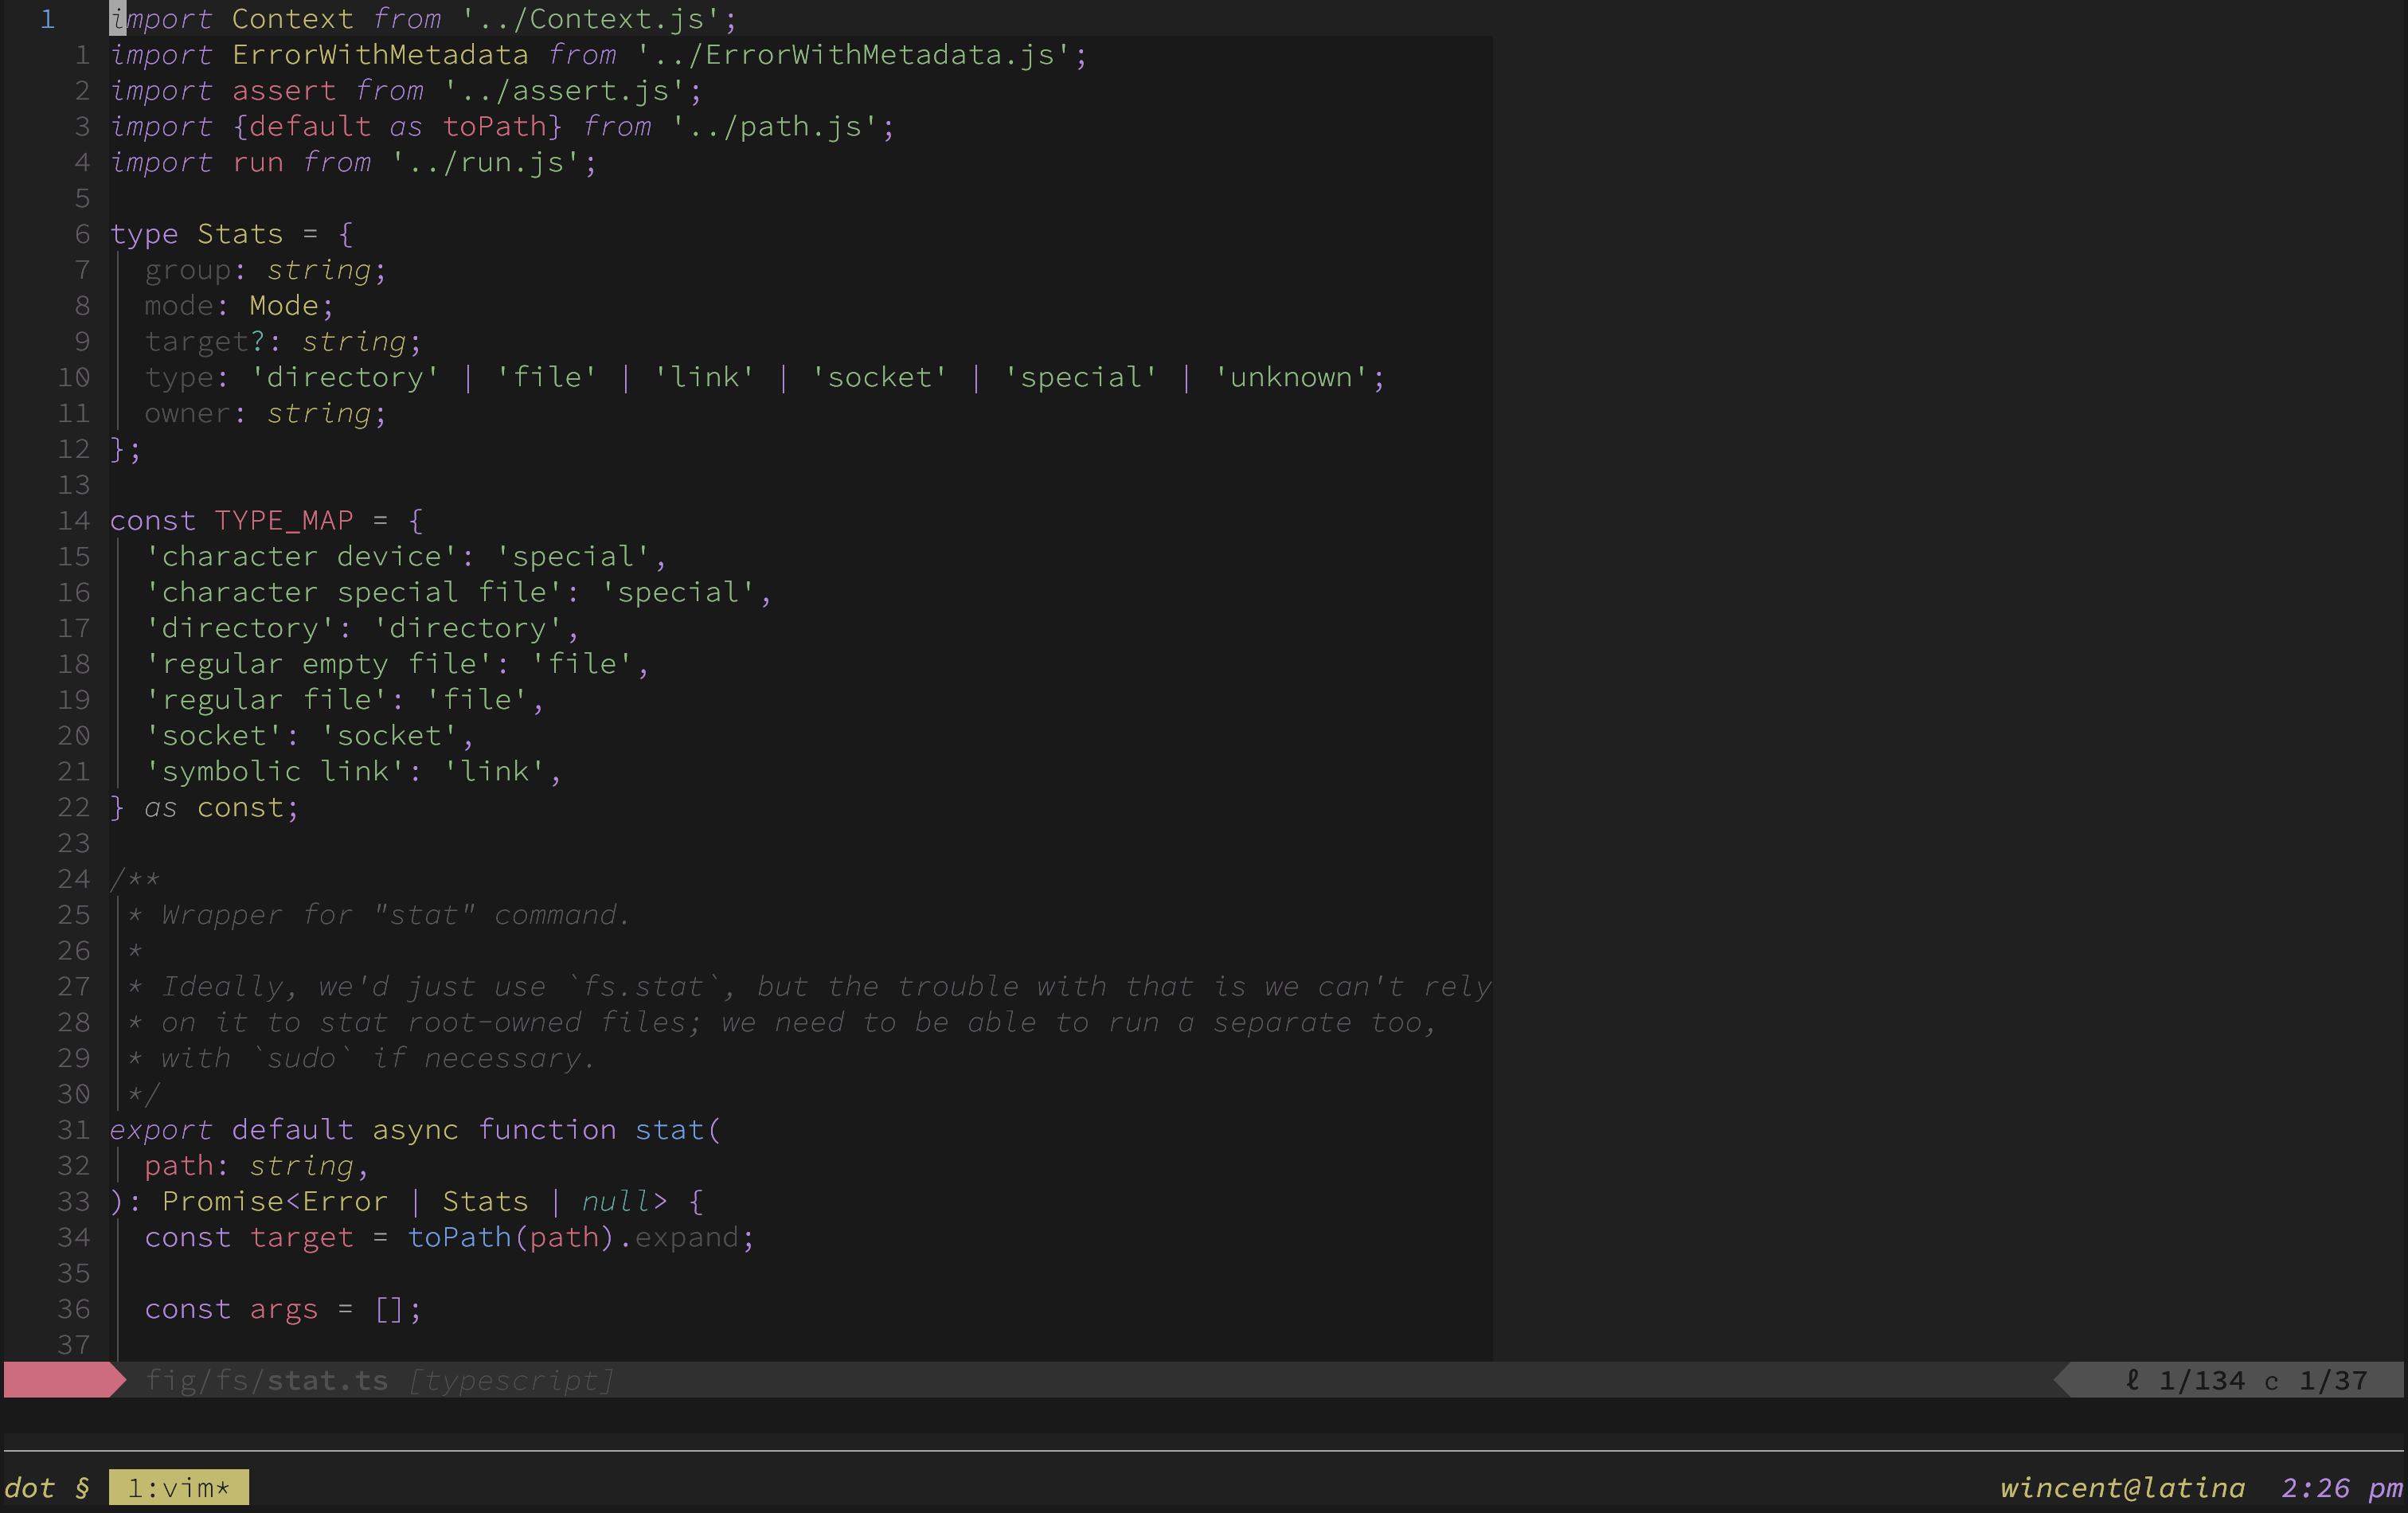 1 import Context from '../Context.js';
1 import ErrorWithMetadata from '../ErrorWithMetadata.js';
2 import assert from '../assert.js';
3 import {default as toPath} from '../path.js';
4 import run from '../run.js';
5
6 type Stats = {
7   group: string;
8   mode: Mode;
9   target?: string;
10   type: 'directory' | 'file' | 'link' | 'socket' | 'special' | 'unknown';
11   owner: string;
12 };
13
14 const TYPE_MAP = {
15   'character device': 'special',
16   'character special file': 'special',
17   'directory': 'directory',
18   'regular empty file': 'file',
19   'regular file': 'file',
20   'socket': 'socket',
21   'symbolic link': 'link',
22 } as const;
23
24 /**
25  * Wrapper for "stat" command.
26  *
27  * Ideally, we'd just use `fs.stat`, but the trouble with that is we can't rely
28  * on it to stat root-owned files; we need to be able to run a separate too,
29  * with `sudo` if necessary.
30  */
31 export default async function stat(
32   path: string,
33 ): Promise<Error | Stats | null> {
34   const target = toPath(path).expand;
35
36   const args = [];
37
fig/fs/stat.ts [typescript] ℓ 1/134 c 1/37
dot § 1:vim* wincent@latina 2:26 pm